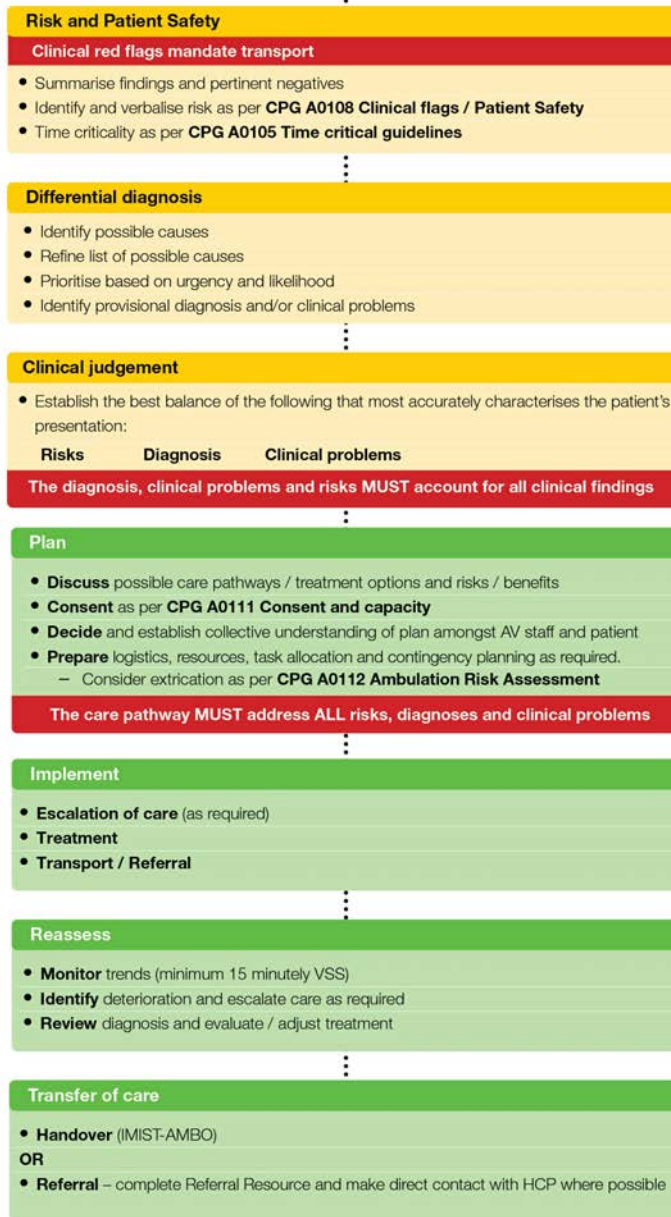 Risk and Patient Safety
Clinical red flags mandate transport
• Summarise findings and pertinent negatives
• Identify and verbalise risk as per CPG A0108 Clinical flags / Patient Safety
• Time criticality as per CPG A0105 Time critical guidelines
Differential diagnosis
• Identify possible causes
• Refine list of possible causes
• Prioritise based on urgency and likelihood
• Identify provisional diagnosis and/or clinical problems
Clinical judgement
• Establish the best balance of the following that most accurately characterises the patient's
presentation:
Risks Diagnosis Clinical problems
The diagnosis, clinical problems and risks MUST account for all clinical findings
Plan
• Discuss possible care pathways / treatment options and risks / benefits
• Consent as per CPG A0111 Consent and capacity
• Decide and establish collective understanding of plan amongst AV staff and patient
• Prepare logistics, resources, task allocation and contingency planning as required.
– Consider extrication as per CPG A0112 Ambulation Risk Assessment
The care pathway MUST address ALL risks, diagnoses and clinical problems
Implement
• Escalation of care (as required)
• Treatment
• Transport / Referral
Reassess
• Monitor trends (minimum 15 minutely VSS)
• Identify deterioration and escalate care as required
• Review diagnosis and evaluate / adjust treatment
Transfer of care
• Handover (IMIST-AMBO)
OR
• Referral – complete Referral Resource and make direct contact with HCP where possible